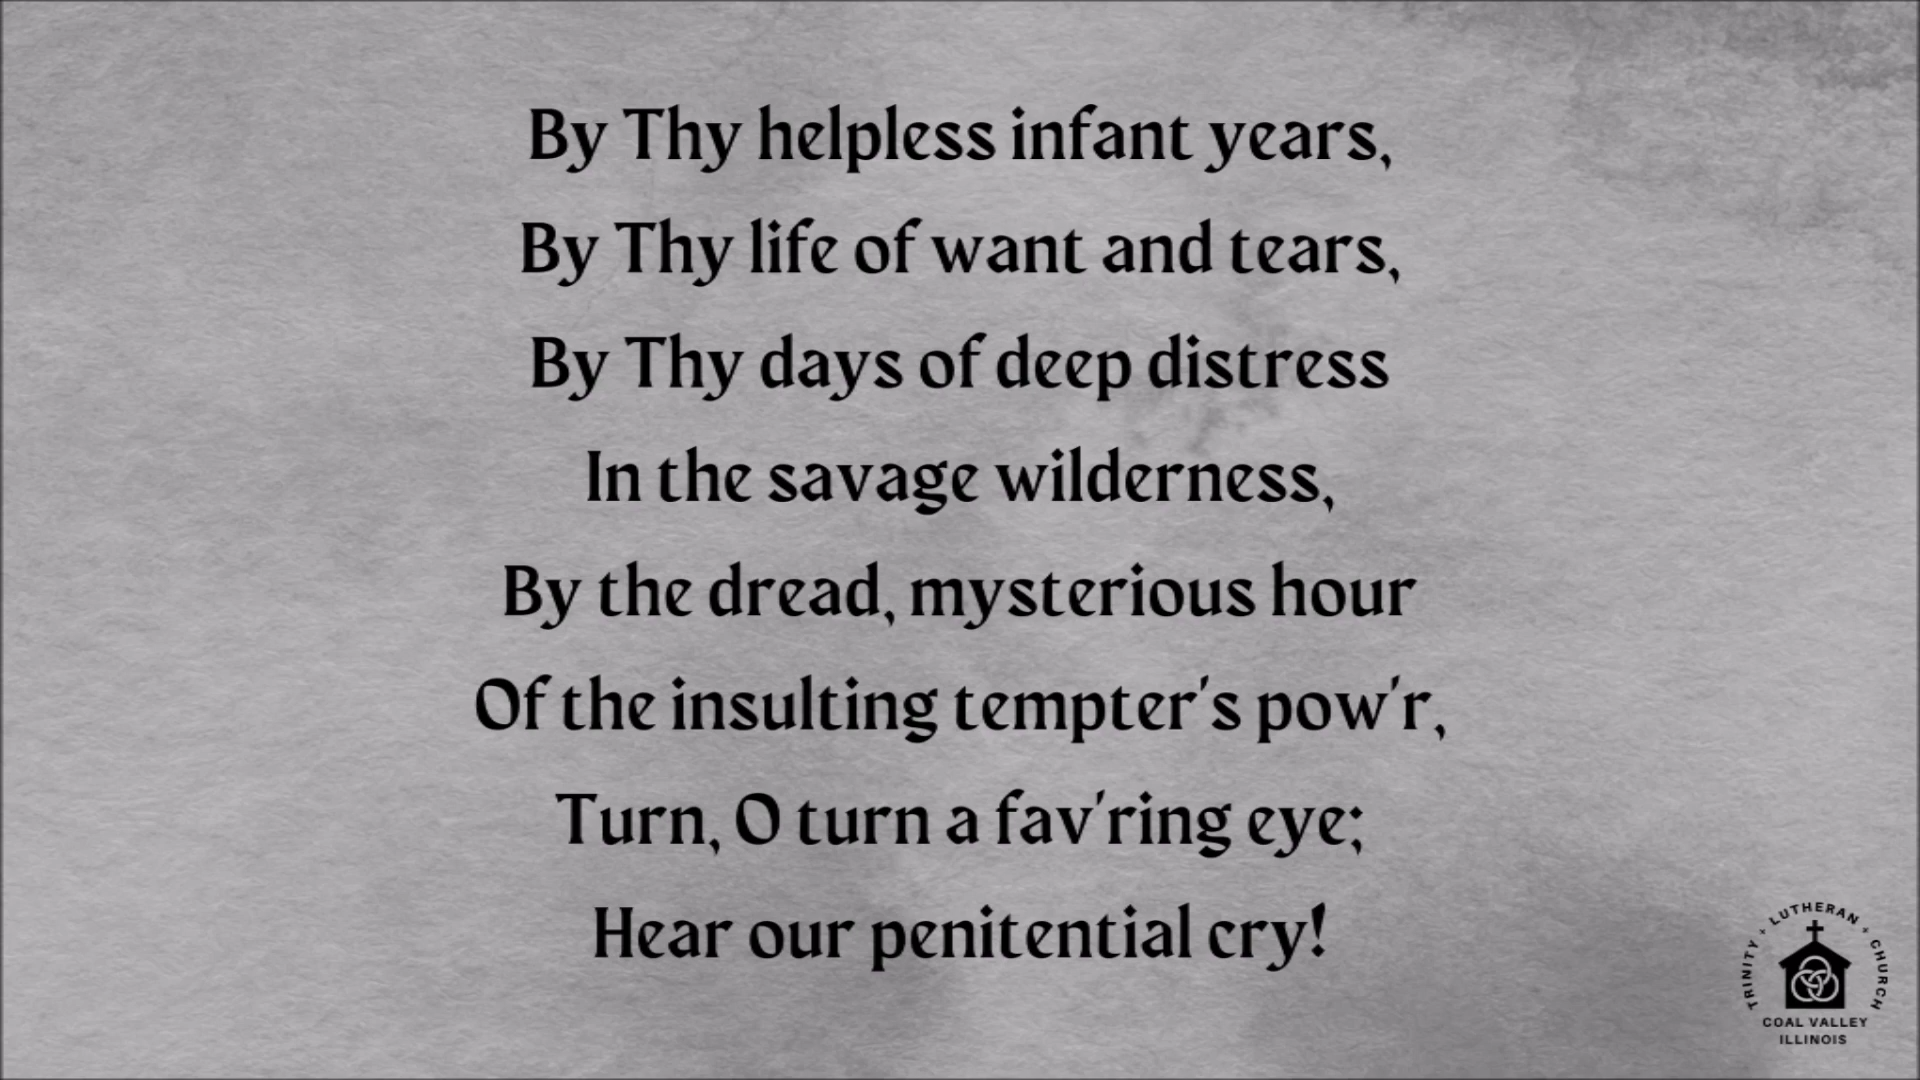 By Thy helpless infant years,
By Thy life of want and tears,
By Thy days of deep distress
In the savage wilderness,
By the dread, mysterious hour
Of the insulting tempter's pow'r,
Turn, O turn a fav'ring eye;
Hear our penitential cry!
TRINITY + LUTHERAN + CHURCH
COAL VALLEY
ILLINOIS